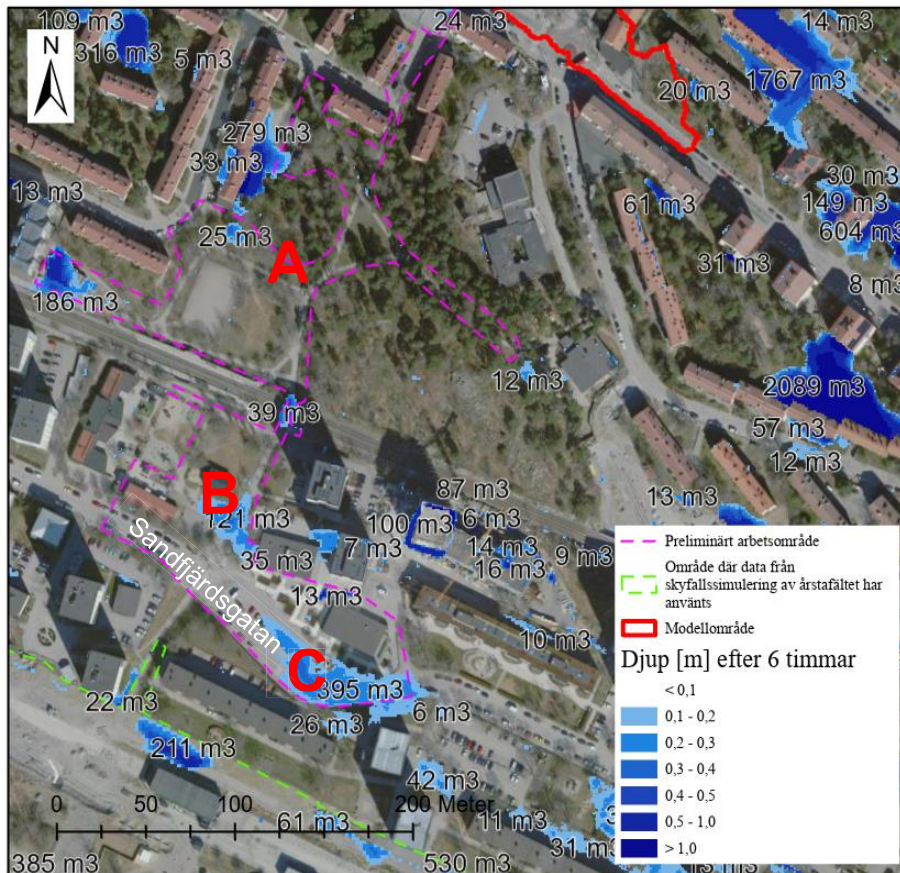 109 m3
24 m3
14 m3
316 m3
5 m3
N
1767 m3
20 m3
279 m3
33 m3
13 m3
30 m3
149 m3
61 m3
25 m3
604 m3
A
31 m3
8 m3
186 m3
12 m3
2089 m3
39 m3
57 m3
12 m3
87 m3
13 m3
B
121 m3
100 m3
6 m3
Sandfjärdsgatan
35 m3
7 m3
14 m3
9 m3
16 m3
13 m3
10 m3
C
395 m3
22 m3
6 m3
26 m3
211 m3
42 m3
0 50 100 200 Meter
61 m3
11 m3
31 m3
385 m3
530 m3
13 m3
Preliminärt arbetsområde
Område där data från
skyfallssimulering av årstafältet har
använts
Modellområde
Djup [m] efter 6 timmar
< 0,1
0,1 - 0,2
0,2 - 0,3
0,3 - 0,4
0,4 - 0,5
0,5 - 1,0
> 1,0